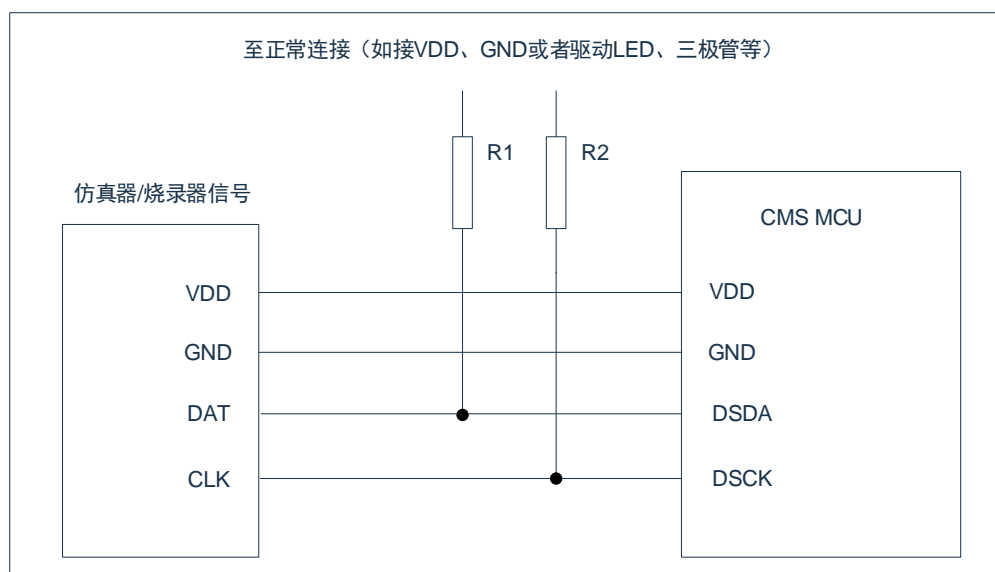 至正常连接（如接VDD、GND或者驱动LED、三极管等）
R1
R2
仿真器/烧录器信号
CMS MCU
VDD
VDD
GND
GND
DAT
DSDA
CLK
DSCK